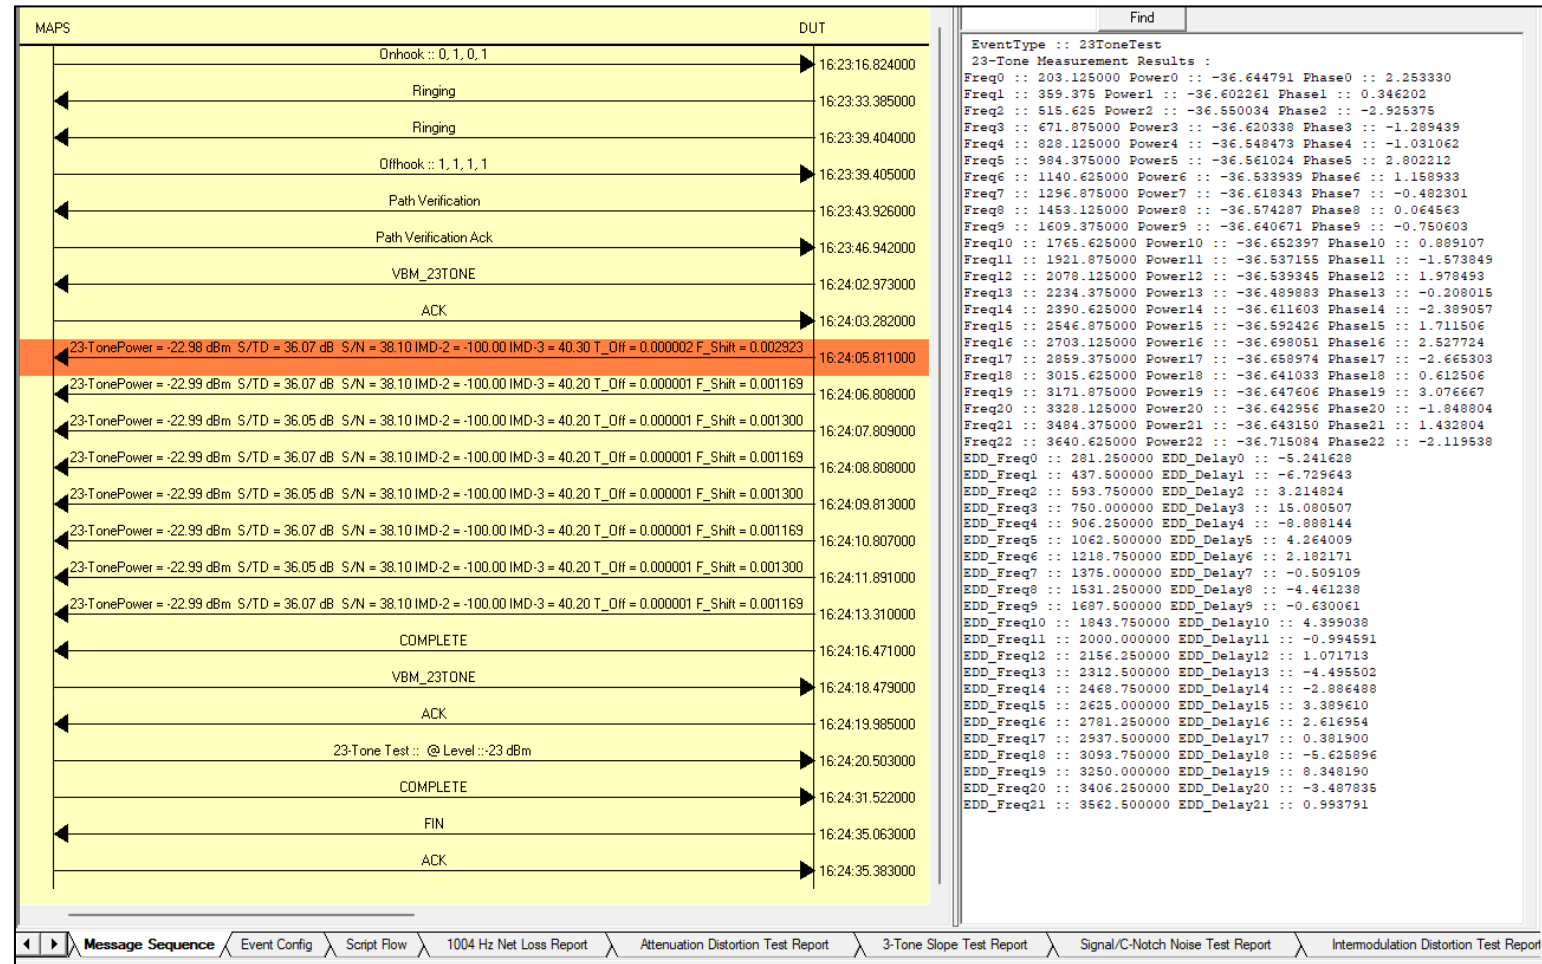 MAPS DUT
Onhook :: 0, 1, 0, 1
16:23:16.824000
Ringing
16:23:33.385000
Ringing
16:23:39.404000
Offhook :: 1, 1, 1, 1
16:23:39.405000
Path Verification
16:23:43.926000
Path Verification Ack
16:23:46.942000
VBM_23TONE
16:24:02.973000
ACK
16:24:03.282000
23-TonePower = -22.98 dBm S/TD = 36.07 dB S/N = 38.10 IMD-2 = -100.00 IMD-3 = 40.30 T_Off = 0.000002 F_Shift = 0.002923
16:24:05.811000
23-TonePower = -22.99 dBm S/TD = 36.07 dB S/N = 38.10 IMD-2 = -100.00 IMD-3 = 40.20 T_Off = 0.000001 F_Shift = 0.001169
16:24:06.808000
23-TonePower = -22.99 dBm S/TD = 36.05 dB S/N = 38.10 IMD-2 = -100.00 IMD-3 = 40.20 T_Off = 0.000001 F_Shift = 0.001300
16:24:07.809000
23-TonePower = -22.99 dBm S/TD = 36.07 dB S/N = 38.10 IMD-2 = -100.00 IMD-3 = 40.20 T_Off = 0.000001 F_Shift = 0.001169
16:24:08.808000
23-TonePower = -22.99 dBm S/TD = 36.05 dB S/N = 38.10 IMD-2 = -100.00 IMD-3 = 40.20 T_Off = 0.000001 F_Shift = 0.001300
16:24:09.813000
23-TonePower = -22.99 dBm S/TD = 36.07 dB S/N = 38.10 IMD-2 = -100.00 IMD-3 = 40.20 T_Off = 0.000001 F_Shift = 0.001169
16:24:10.807000
23-TonePower = -22.99 dBm S/TD = 36.05 dB S/N = 38.10 IMD-2 = -100.00 IMD-3 = 40.20 T_Off = 0.000001 F_Shift = 0.001300
16:24:11.891000
23-TonePower = -22.99 dBm S/TD = 36.07 dB S/N = 38.10 IMD-2 = -100.00 IMD-3 = 40.20 T_Off = 0.000001 F_Shift = 0.001169
16:24:13.310000
COMPLETE
16:24:16.471000
VBM_23TONE
16:24:18.479000
ACK
16:24:19.985000
23-Tone Test :: @ Level ::-23 dBm
16:24:20.503000
COMPLETE
16:24:31.522000
FIN
16:24:35.063000
ACK
16:24:35.383000
Find
EventType :: 23ToneTest
23-Tone Measurement Results :
Freq0 :: 203.125000 Power0 :: -36.644791 Phase0 :: 2.253330
Freq1 :: 359.375 Power1 :: -36.602261 Phase1 :: 0.346202
Freq2 :: 515.625 Power2 :: -36.550034 Phase2 :: -2.925375
Freq3 :: 671.875000 Power3 :: -36.620338 Phase3 :: -1.289439
Freq4 :: 828.125000 Power4 :: -36.548473 Phase4 :: -1.031062
Freq5 :: 984.375000 Power5 :: -36.561024 Phase5 :: 2.802212
Freq6 :: 1140.625000 Power6 :: -36.533939 Phase6 :: 1.158933
Freq7 :: 1296.875000 Power7 :: -36.618343 Phase7 :: -0.482301
Freq8 :: 1453.125000 Power8 :: -36.574287 Phase8 :: 0.064563
Freq9 :: 1609.375000 Power9 :: -36.640671 Phase9 :: -0.750603
Freq10 :: 1765.625000 Power10 :: -36.652397 Phase10 :: 0.889107
Freq11 :: 1921.875000 Power11 :: -36.537155 Phase11 :: -1.573849
Freq12 :: 2078.125000 Power12 :: -36.539345 Phase12 :: 1.978493
Freq13 :: 2234.375000 Power13 :: -36.489883 Phase13 :: -0.208015
Freq14 :: 2390.625000 Power14 :: -36.611603 Phase14 :: -2.389057
Freq15 :: 2546.875000 Power15 :: -36.592426 Phase15 :: 1.711506
Freq16 :: 2703.125000 Power16 :: -36.698051 Phase16 :: 2.527724
Freq17 :: 2859.375000 Power17 :: -36.658974 Phase17 :: -2.665303
Freq18 :: 3015.625000 Power18 :: -36.641033 Phase18 :: 0.612506
Freq19 :: 3171.875000 Power19 :: -36.647606 Phase19 :: 3.076667
Freq20 :: 3328.125000 Power20 :: -36.642956 Phase20 :: -1.848804
Freq21 :: 3484.375000 Power21 :: -36.643150 Phase21 :: 1.432804
Freq22 :: 3640.625000 Power22 :: -36.715084 Phase22 :: -2.119538
EDD_Freq0 :: 281.250000 EDD_Delay0 :: -5.241628
EDD_Freq1 :: 437.500000 EDD_Delay1 :: -6.729643
EDD_Freq2 :: 593.750000 EDD_Delay2 :: 3.214824
EDD_Freq3 :: 750.000000 EDD_Delay3 :: 15.080507
EDD_Freq4 :: 906.250000 EDD_Delay4 :: -8.888144
EDD_Freq5 :: 1062.500000 EDD_Delay5 :: 4.264009
EDD_Freq6 :: 1218.750000 EDD_Delay6 :: 2.182171
EDD_Freq7 :: 1375.000000 EDD_Delay7 :: -0.509109
EDD_Freq8 :: 1531.250000 EDD_Delay8 :: -4.461238
EDD_Freq9 :: 1687.500000 EDD_Delay9 :: -0.630061
EDD_Freq10 :: 1843.750000 EDD_Delay10 :: 4.399038
EDD_Freq11 :: 2000.000000 EDD_Delay11 :: -0.994591
EDD_Freq12 :: 2156.250000 EDD_Delay12 :: 1.071713
EDD_Freq13 :: 2312.500000 EDD_Delay13 :: -4.495502
EDD_Freq14 :: 2468.750000 EDD_Delay14 :: -2.886488
EDD_Freq15 :: 2625.000000 EDD_Delay15 :: 3.389610
EDD_Freq16 :: 2781.250000 EDD_Delay16 :: 2.616954
EDD_Freq17 :: 2937.500000 EDD_Delay17 :: 0.381900
EDD_Freq18 :: 3093.750000 EDD_Delay18 :: -5.625896
EDD_Freq19 :: 3250.000000 EDD_Delay19 :: 8.348190
EDD_Freq20 :: 3406.250000 EDD_Delay20 :: -3.487835
EDD_Freq21 :: 3562.500000 EDD_Delay21 :: 0.993791
Message Sequence Event Config Script Flow 1004 Hz Net Loss Report Attenuation Distortion Test Report 3-Tone Slope Test Report Signal/C-Notch Noise Test Report Intermodulation Distortion Test Report